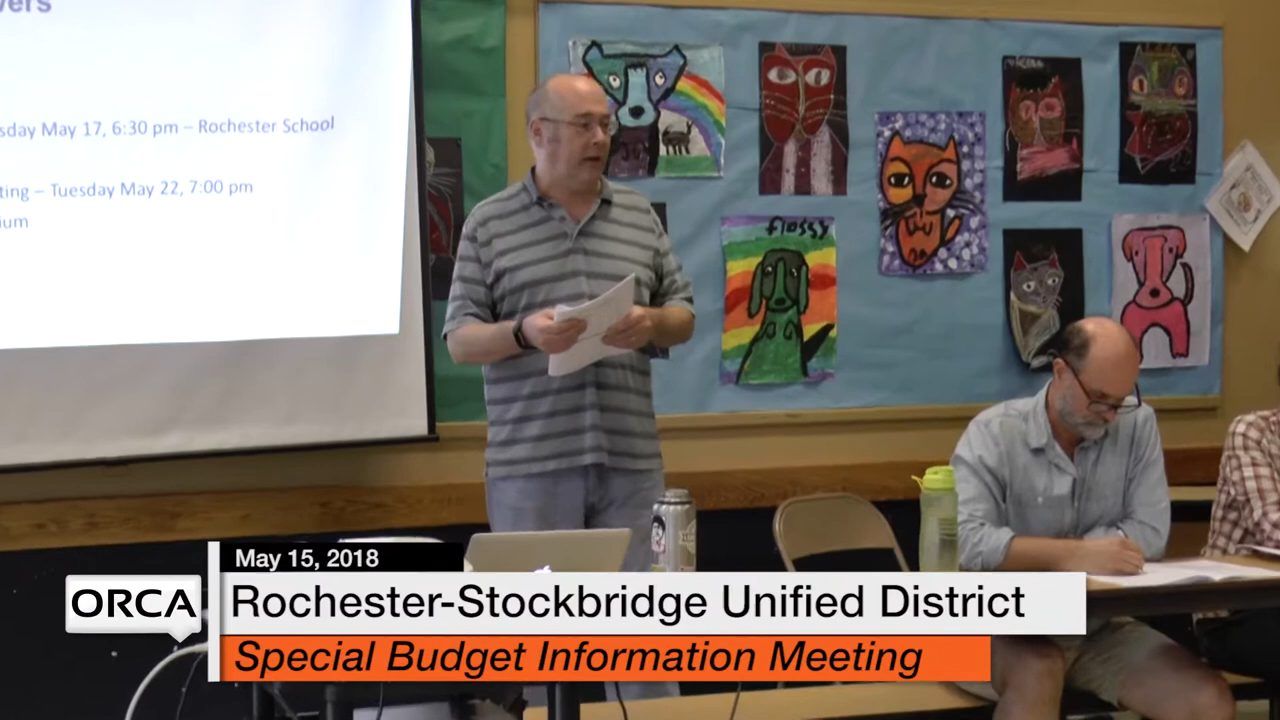 sday May 17, 6:30 pm – Rochester School
ting – Tuesday May 22, 7:00 pm
ium
flossy
May 15, 2018
ORCA
Rochester-Stockbridge Unified District
Special Budget Information Meeting